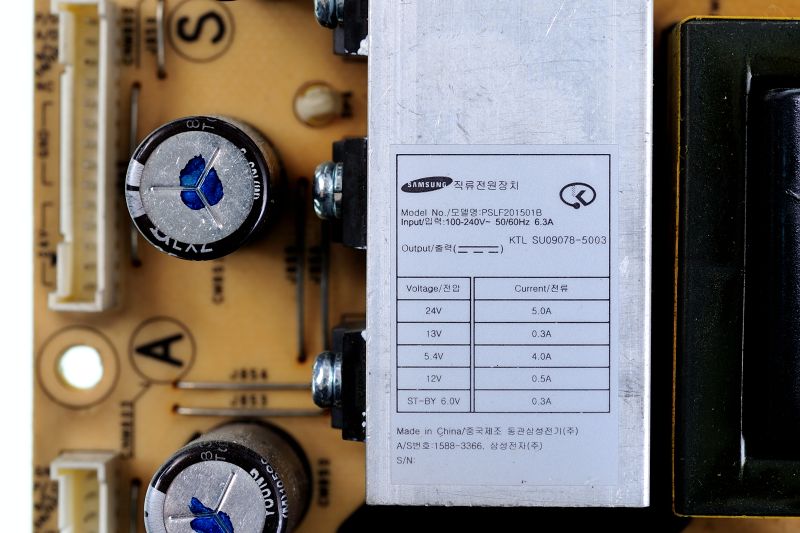 S
SAMSUNG 직류전원장치
Model No./모델명:PSLF201501B
Input/입력:100-240V~ 50/60Hz 6.3A
KTL SU09078-5003
Output/출력( )
Voltage/전압 Current/전류
24V 5.0A
13V 0.3A
5.4V 4.0A
12V 0.5A
ST-BY 6.0V 0.3A
Made in China/중국제조 동관삼성전기(주)
A/S번호:1588-3366, 삼성전자(주)
S/N:
A
J854
J853